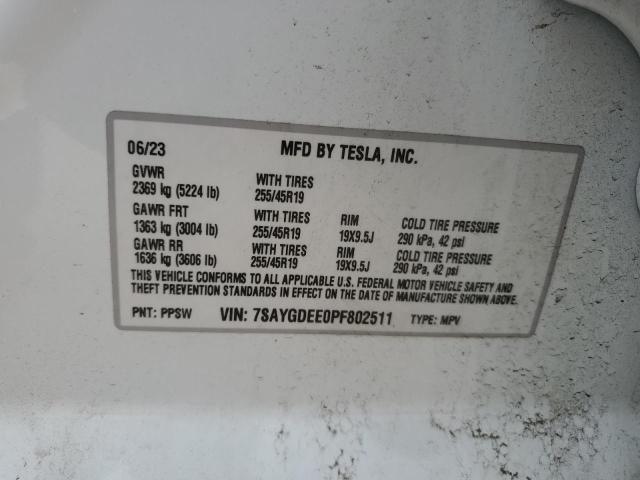 06/23 MFD BY TESLA, INC.
GVWR
2369 kg (5224 lb) WITH TIRES 255/45R19
GAWR FRT
1363 kg (3004 lb) WITH TIRES 255/45R19 RIM 19X9.5J COLD TIRE PRESSURE 290 kPa, 42 psi
GAWR RR
1636 kg (3606 lb) WITH TIRES 255/45R19 RIM 19X9.5J COLD TIRE PRESSURE 290 kPa, 42 psi
THIS VEHICLE CONFORMS TO ALL APPLICABLE U.S. FEDERAL MOTOR VEHICLE SAFETY AND
THEFT PREVENTION STANDARDS IN EFFECT ON THE DATE OF MANUFACTURE SHOWN ABOVE.
PNT: PPSW VIN: 7SAYGDEE0PF802511 TYPE: MPV